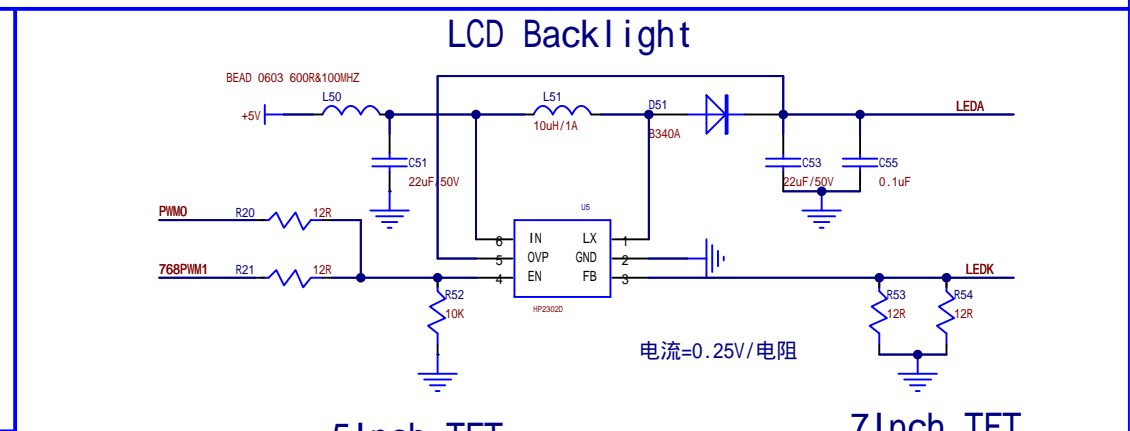 LCD Backlight
BEAD 0603 600R&100MHZ
L50
L51
D51
LEDA
+5V
10uH/1A
B340A
C51
C53
C55
22uF/50V
22uF/50V
0.1uF
U5
PWM0
R20
12R
6
IN
LX
1
5
OVP
GND
2
768PWM1
R21
12R
4
EN
FB
3
LEDK
R52
R53
R54
10K
HP2302D
12R
12R
电流=0.25V/电阻
5Inch TFT
7Inch TFT